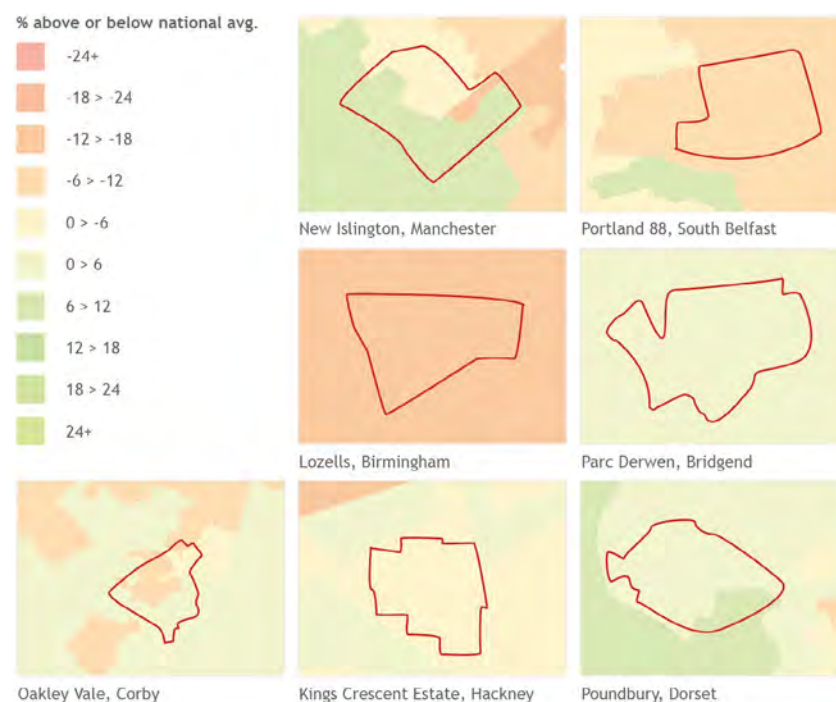 % above or below national avg.
-24+
-18 > -24
-12 > -18
-6 > -12
0 > -6
0 > 6
6 > 12
12 > 18
18 > 24
24+
New Islington, Manchester
Portland 88, South Belfast
Lozells, Birmingham
Parc Derwen, Bridgend
Oakley Vale, Corby
Kings Crescent Estate, Hackney
Poundbury, Dorset